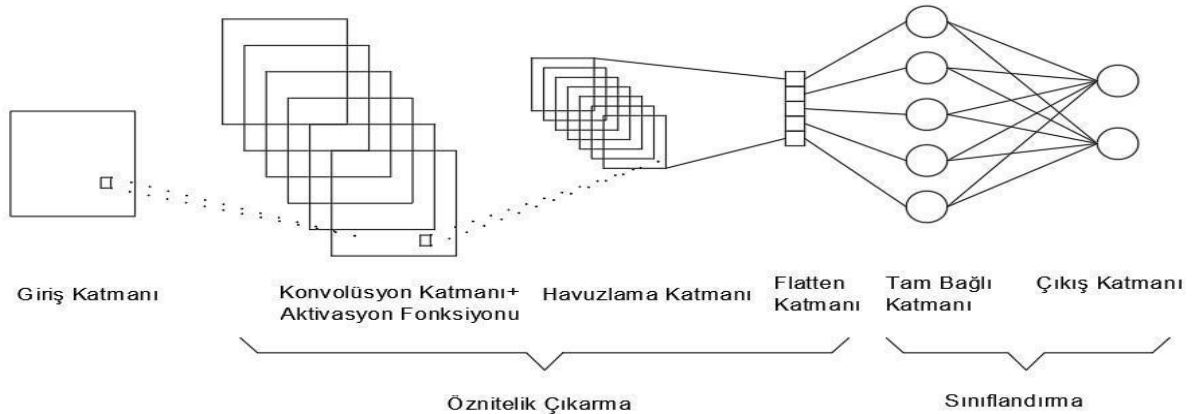 Giriş Katmanı
Konvolüsyon Katmanı+
Aktivasyon Fonksiyonu
Havuzlama Katmanı
Flatten
Katmanı
Tam Bağlı
Katmanı
Çıkış Katmanı
Öznitelik Çıkarma
Sınıflandırma